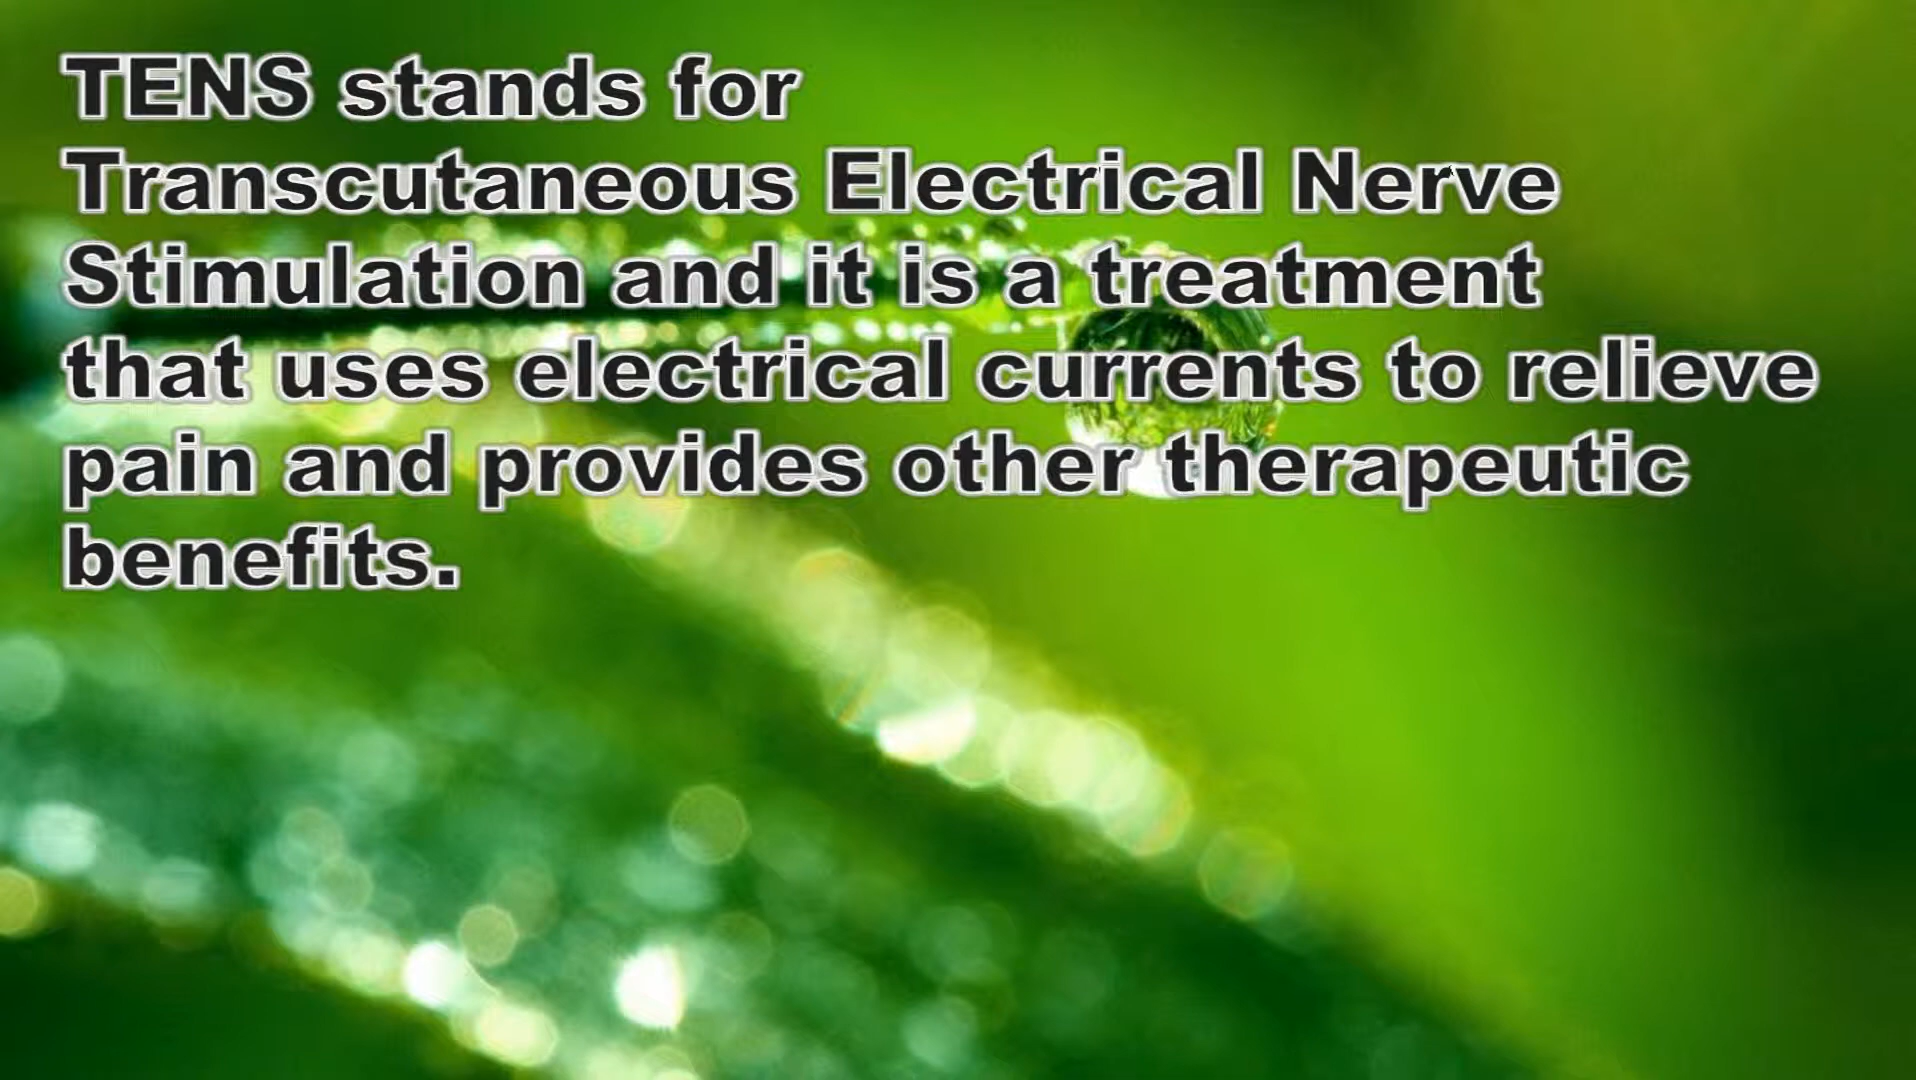 TENS stands for
Transcutaneous Electrical Nerve
Stimulation and it is a treatment
that uses electrical currents to relieve
pain and provides other therapeutic
benefits.